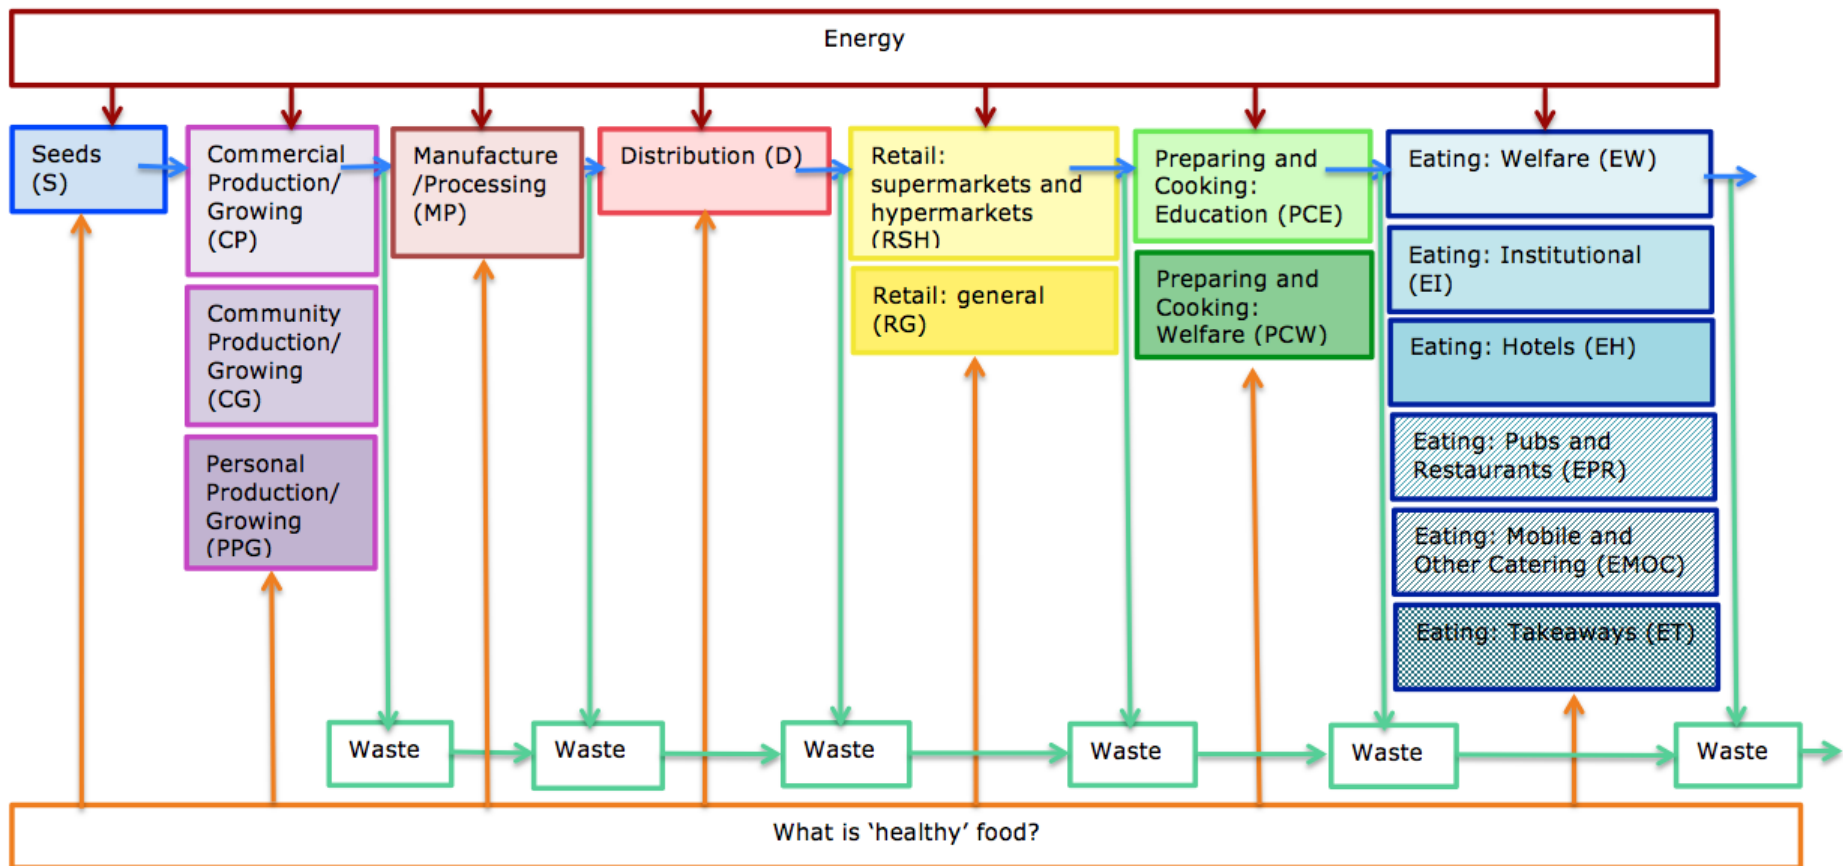 Energy
Seeds
(S)
Commercial
Production/
Growing
(CP)
Manufacture
/Processing
(MP)
Distribution (D)
Retail:
supermarkets and
hypermarkets
(RSH)
Preparing and
Cooking:
Education (PCE)
Eating: Welfare (EW)
Community
Production/
Growing
(CG)
Retail: general
(RG)
Preparing and
Cooking:
Welfare (PCW)
Eating: Institutional
(EI)
Eating: Hotels (EH)
Personal
Production/
Growing
(PPG)
Eating: Pubs and
Restaurants (EPR)
Eating: Mobile and
Other Catering (EMOC)
Eating: Takeaways (ET)
Waste
Waste
Waste
Waste
Waste
Waste
What is ‘healthy’ food?